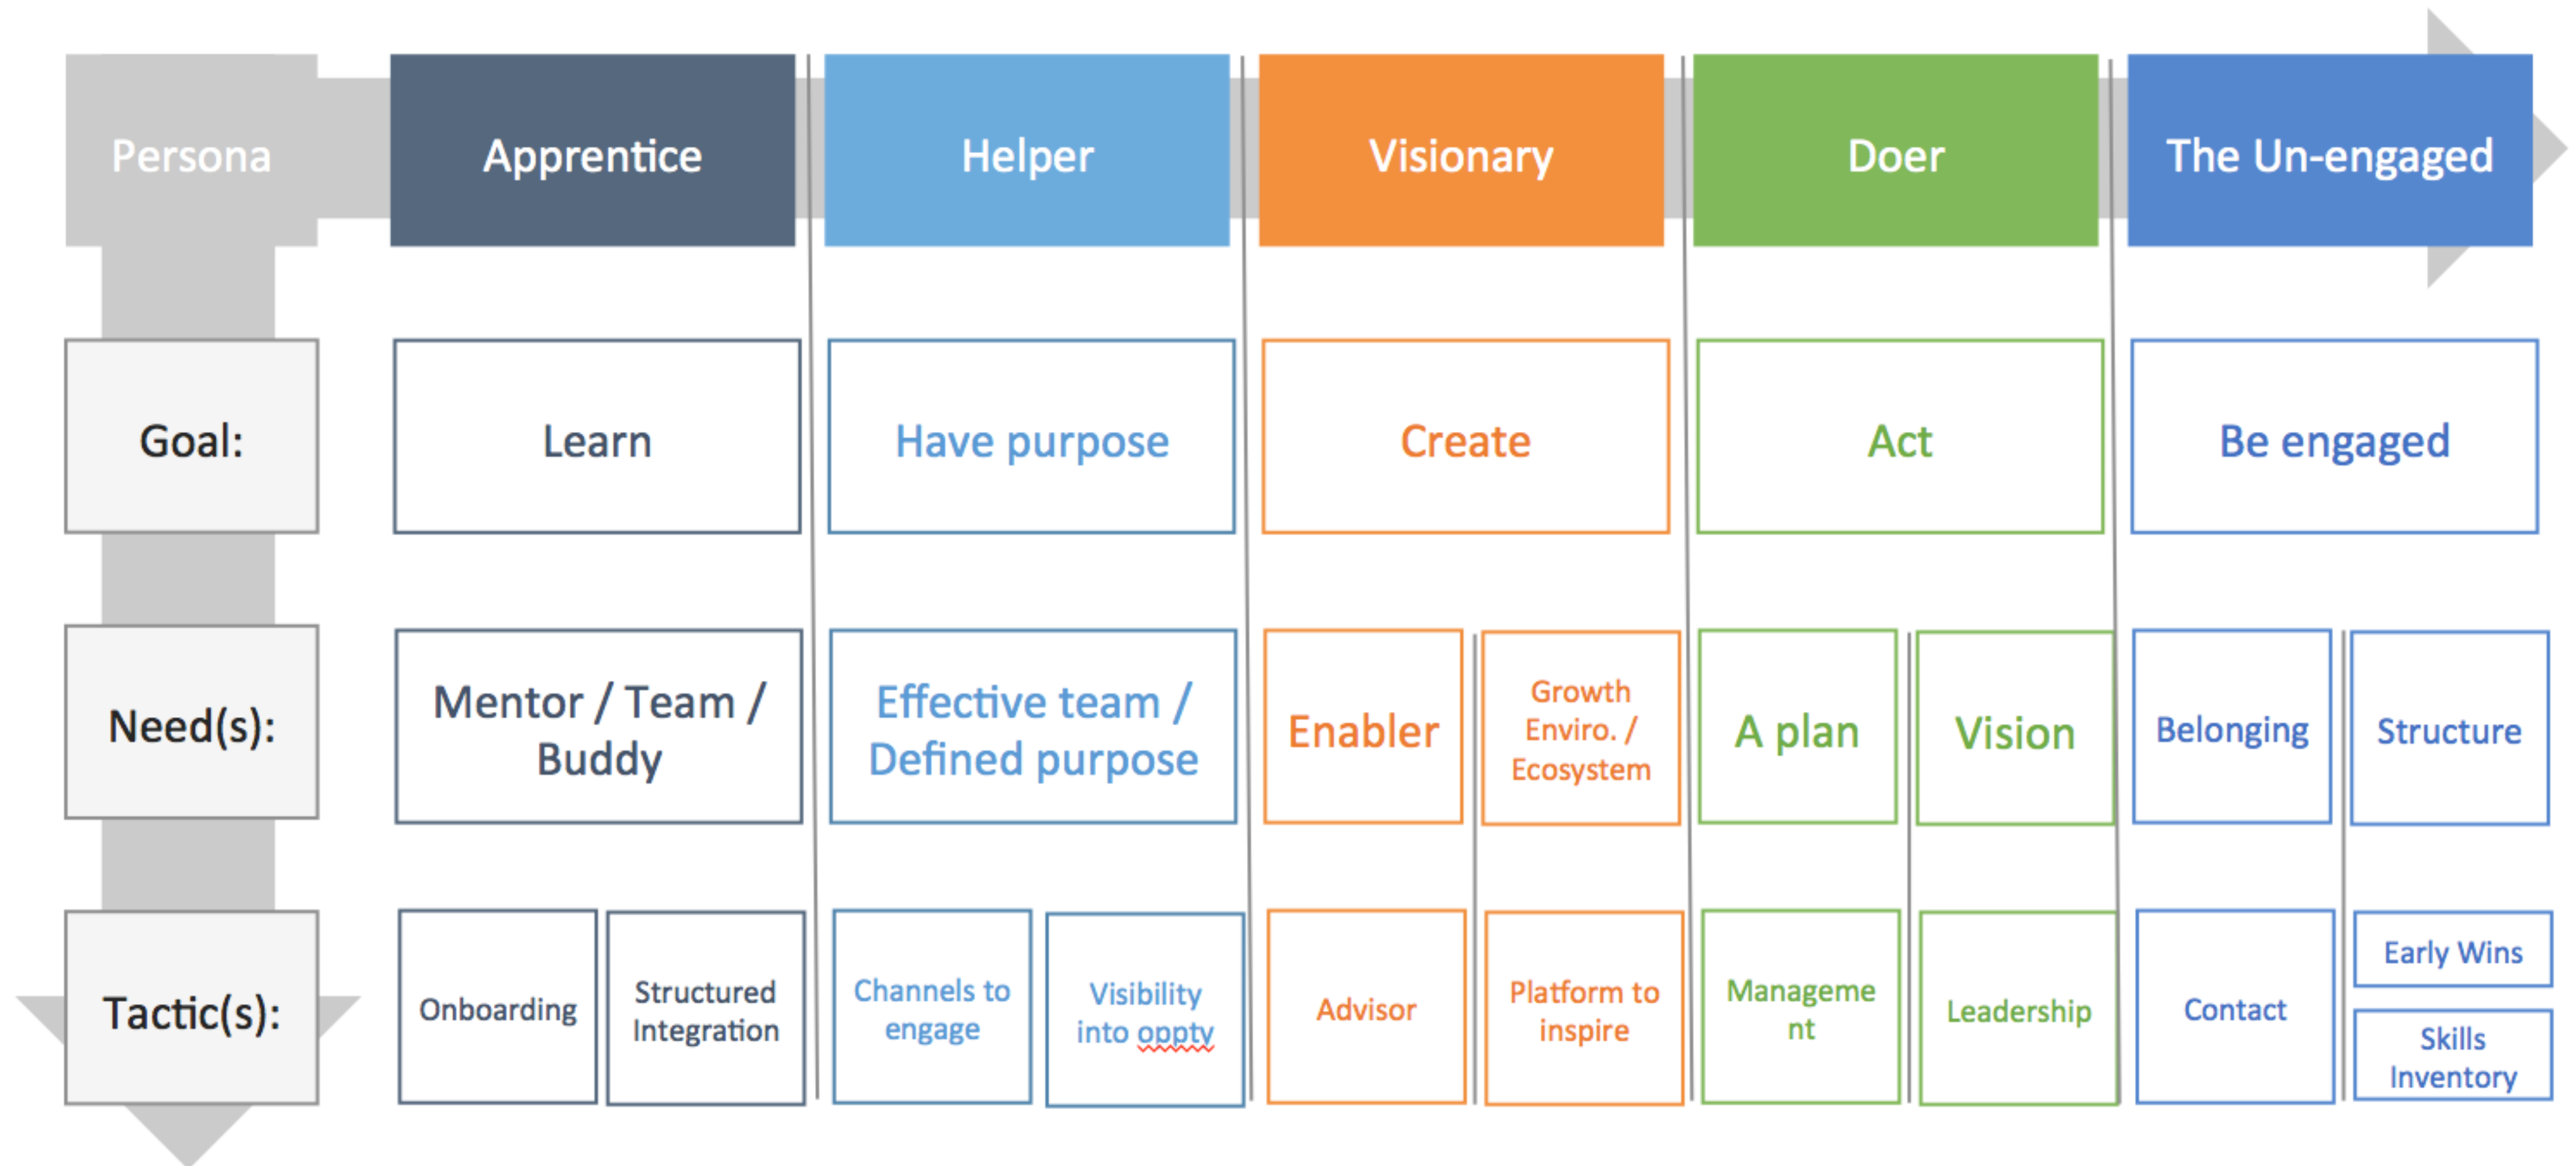 Persona
Apprentice
Helper
Visionary
Doer
The Un-engaged
Goal:
Learn
Have purpose
Create
Act
Be engaged
Need(s):
Mentor / Team /
Buddy
Effective team /
Defined purpose
Enabler
Growth
Enviro. /
Ecosystem
A plan
Vision
Belonging
Structure
Tactic(s):
Onboarding
Structured
Integration
Channels to
engage
Visibility
into oppty
Advisor
Platform to
inspire
Manageme
nt
Leadership
Contact
Early Wins
Skills
Inventory